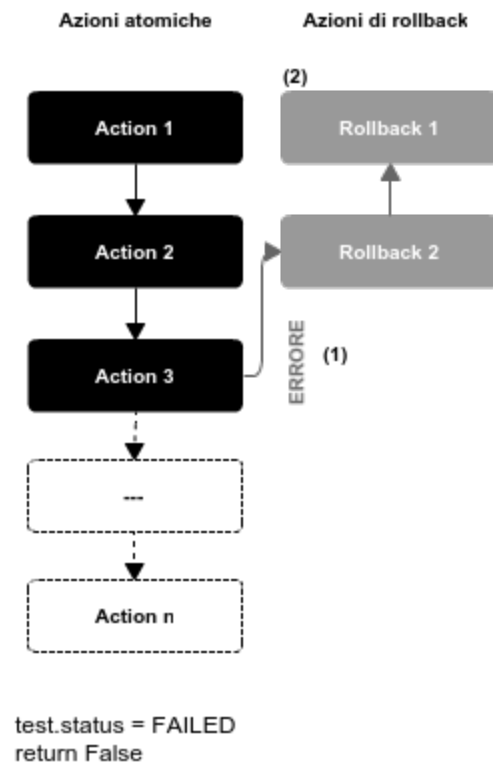 Azioni atomiche
Azioni di rollback
(2)
Action 1
Rollback 1
Action 2
Rollback 2
ERRORE
(1)
Action 3
---
Action n
test.status = FAILED
return False